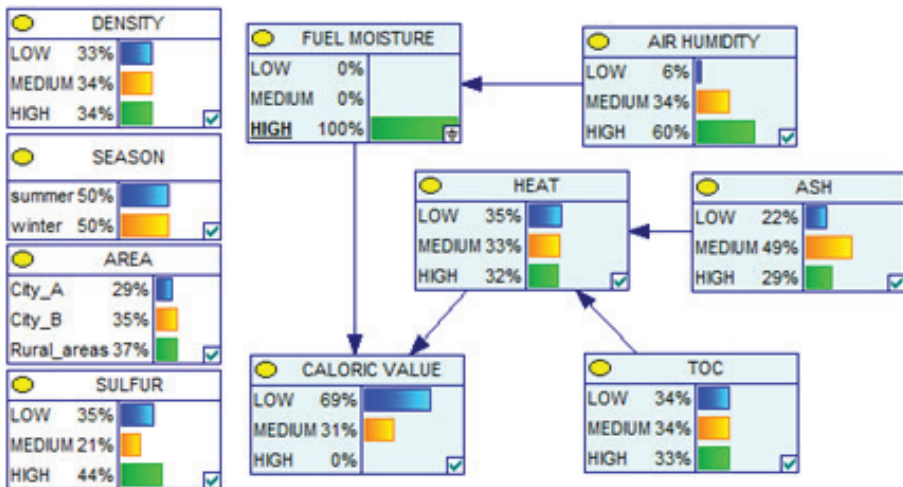 DENSITY
LOW 33%
MEDIUM 34%
HIGH 34%
SEASON
summer 50%
winter 50%
AREA
City_A 29%
City_B 35%
Rural_areas 37%
SULFUR
LOW 35%
MEDIUM 21%
HIGH 44%
FUEL MOISTURE
LOW 0%
MEDIUM 0%
HIGH 100%
AIR HUMIDITY
LOW 6%
MEDIUM 34%
HIGH 60%
HEAT
LOW 35%
MEDIUM 33%
HIGH 32%
ASH
LOW 22%
MEDIUM 49%
HIGH 29%
CALORIC VALUE
LOW 69%
MEDIUM 31%
HIGH 0%
TOC
LOW 34%
MEDIUM 34%
HIGH 33%